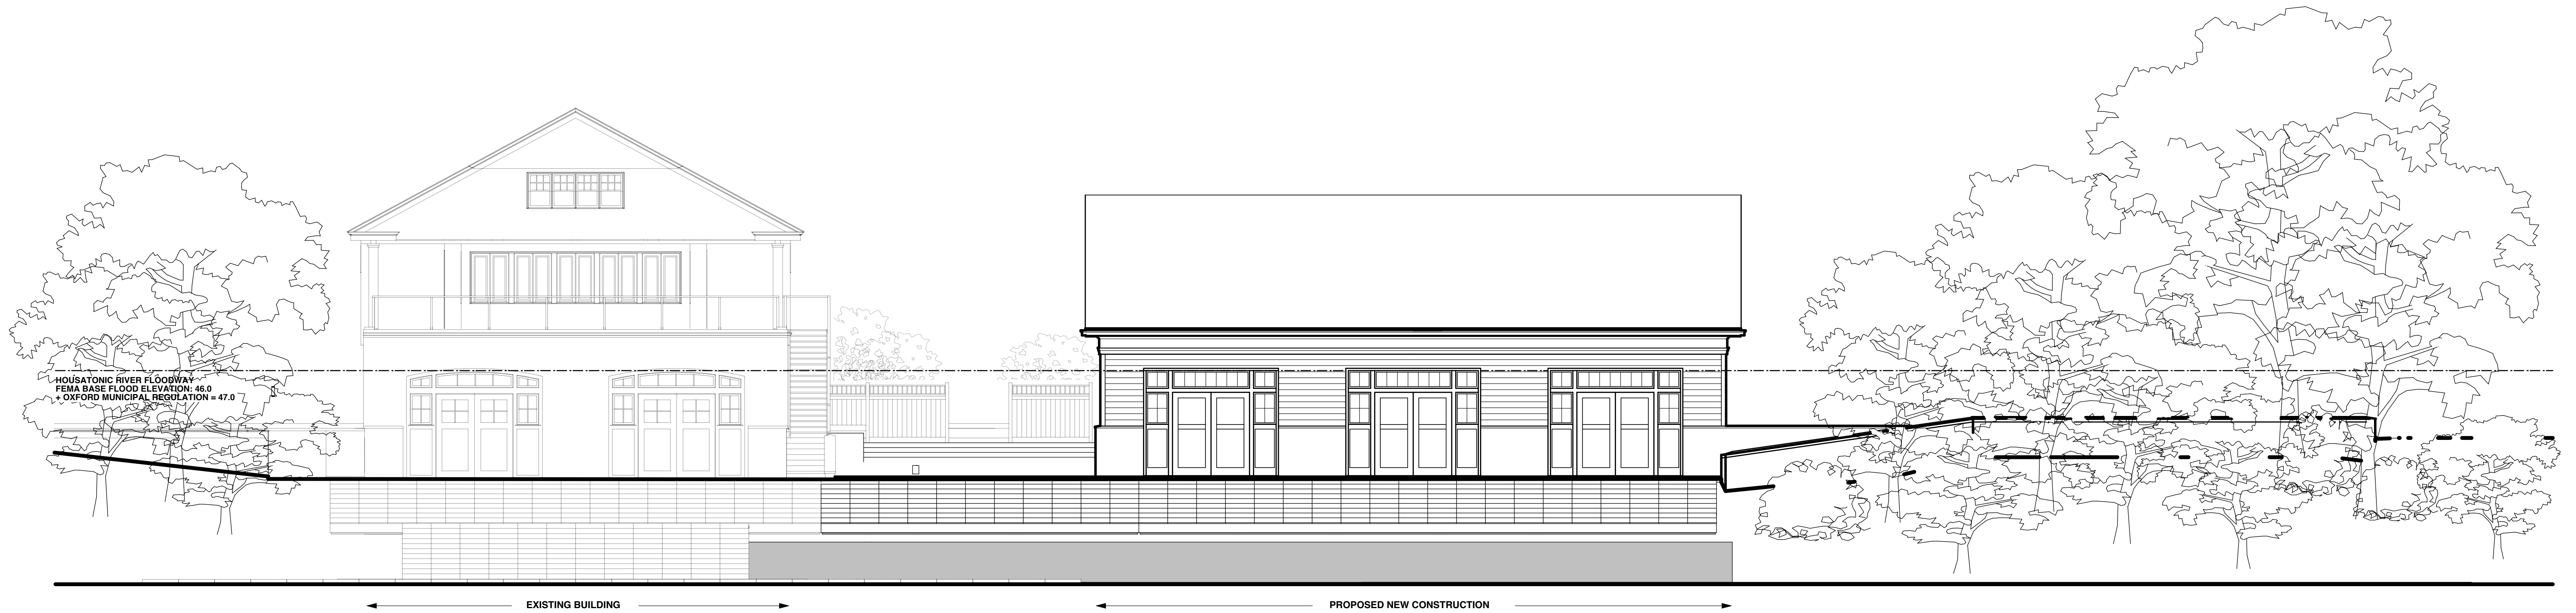 HOUSATONIC RIVER FLOODWAY
FEMA BASE FLOOD ELEVATION: 46.0
+ OXFORD MUNICIPAL REGULATION = 47.0
EXISTING BUILDING
PROPOSED NEW CONSTRUCTION